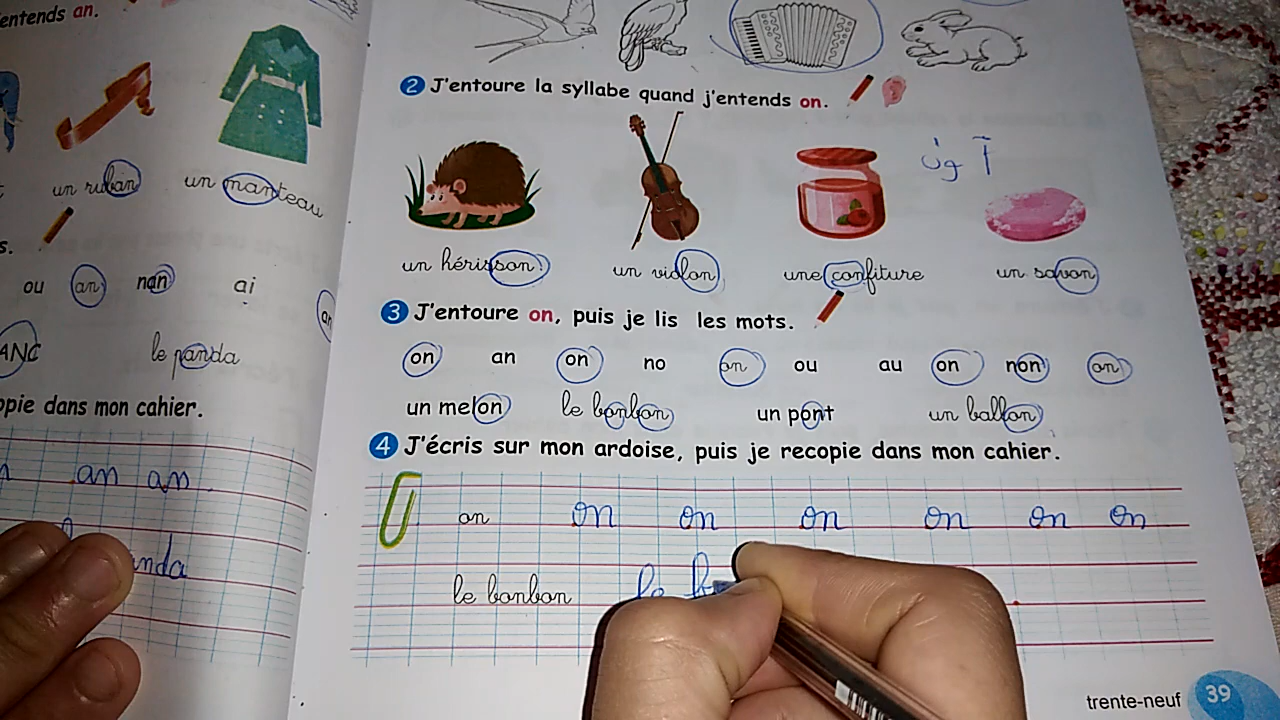 entends an.
un ruban un manteau
s.
ou an nan ai
ANC le panda
opie dans mon cahier.
an an
anda
2 J'entoure la syllabe quand j'entends on.
un hérisson un violon une confiture un savon
3 J'entoure on, puis je lis les mots.
on an on no on ou au on non on
un melon le bonbon un pont un ballon
4 J'écris sur mon ardoise, puis je recopie dans mon cahier.
on on on on on on on
le bonbon le b
trente-neuf 39